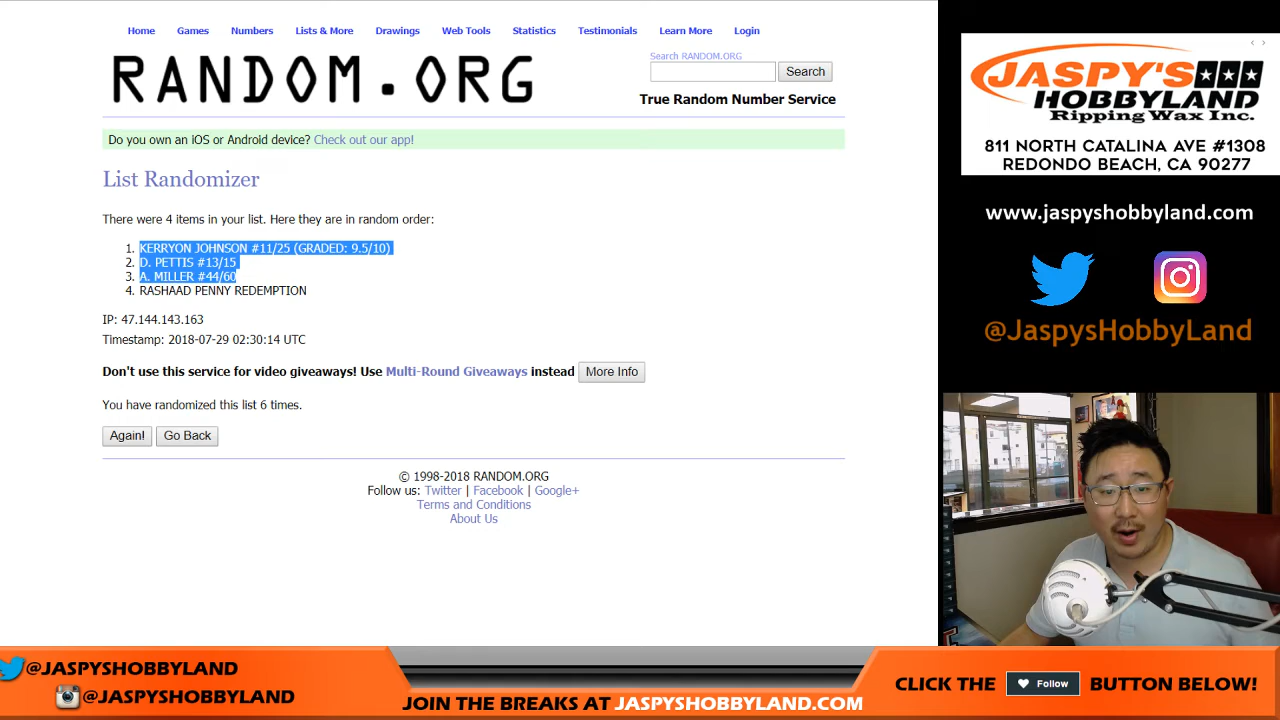 Home Games Numbers Lists & More Drawings Web Tools Statistics Testimonials Learn More Login
RANDOM.ORG
Search RANDOM.ORG
Search
True Random Number Service
Do you own an iOS or Android device? Check out our app!
List Randomizer
There were 4 items in your list. Here they are in random order:
1. KERRYON JOHNSON #11/25 (GRADED: 9.5/10)
2. D. PETTIS #13/15
3. A. MILLER #44/60
4. RASHAAD PENNY REDEMPTION
IP: 47.144.143.163
Timestamp: 2018-07-29 02:30:14 UTC
Don't use this service for video giveaways! Use Multi-Round Giveaways instead More Info
You have randomized this list 6 times.
Again! Go Back
© 1998-2018 RANDOM.ORG
Follow us: Twitter | Facebook | Google+
Terms and Conditions
About Us
JASPY'S
HOBBYLAND
Ripping Wax Inc.
811 NORTH CATALINA AVE #1308
REDONDO BEACH, CA 90277
www.jaspyshobbyland.com
@JaspysHobbyLand
@JASPYSHOBBYLAND
@JASPYSHOBBYLAND
JOIN THE BREAKS AT JASPYSHOBBYLAND.COM
CLICK THE Follow BUTTON BELOW!